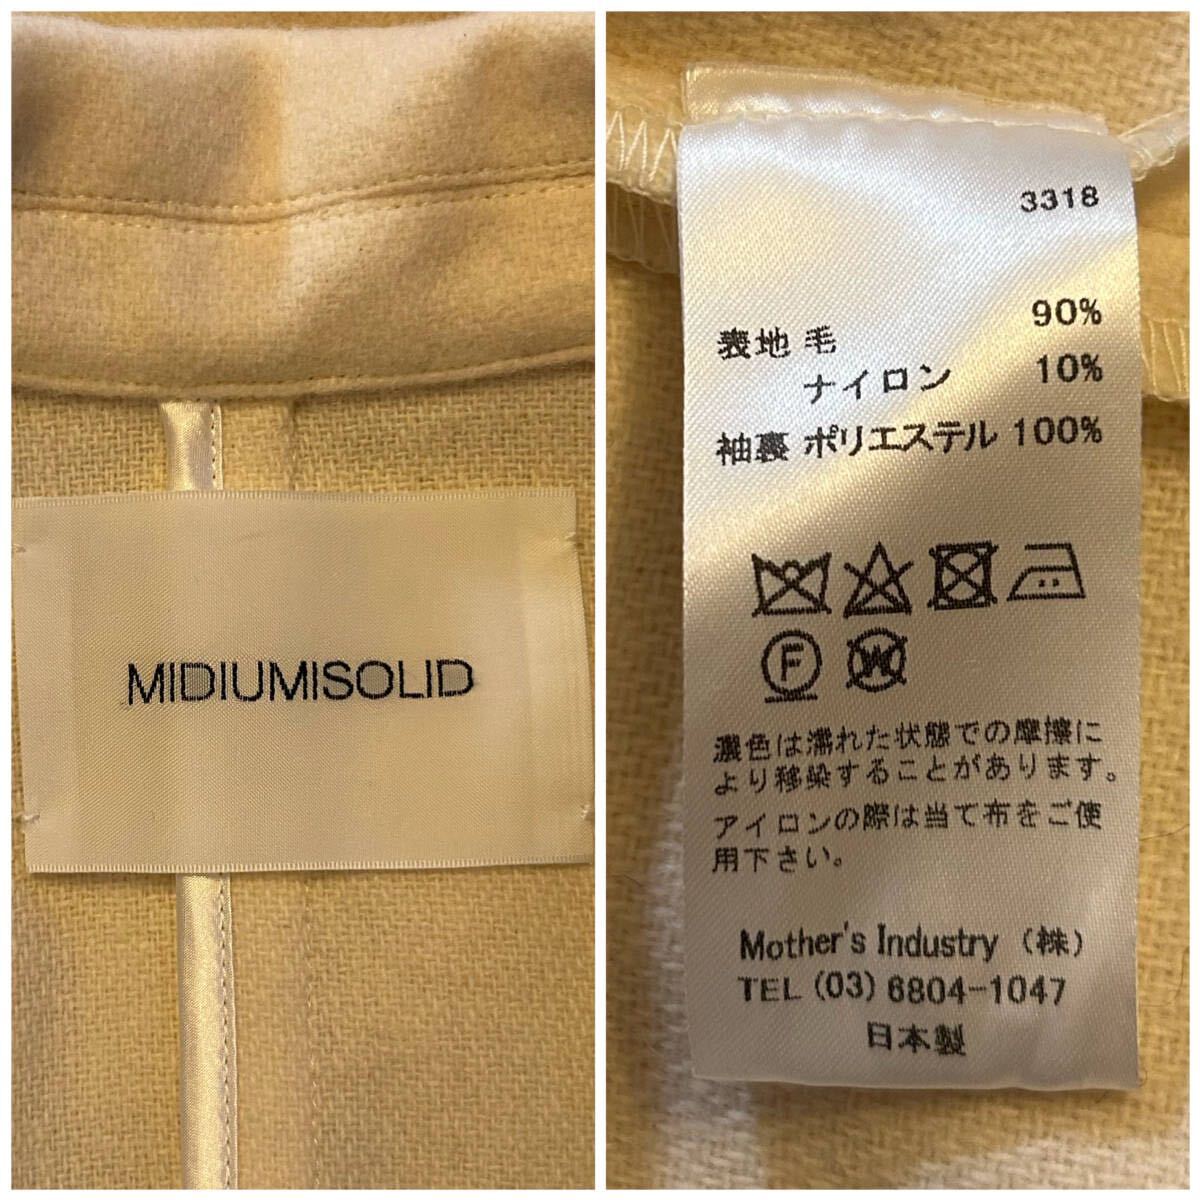 MIDIUMISOLID
3318
表地 毛 90%
ナイロン 10%
袖裏 ポリエステル 100%
F W
濃色は濡れた状態での摩擦に
より移染することがあります。
アイロンの際は当て布をご使
用下さい。
Mother's Industry (株)
TEL (03) 6804-1047
日本製